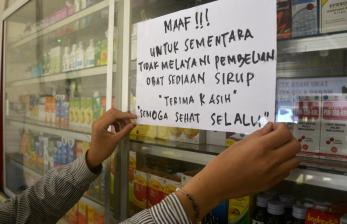 MAAF!!!
UNTUK SEMENTARA
TIDAK MELAYANI PEMBELIAN
OBAT SEDIAAN SIRUP
"TERIMA KASIH"
"SEMOGA SEHAT SELALU"